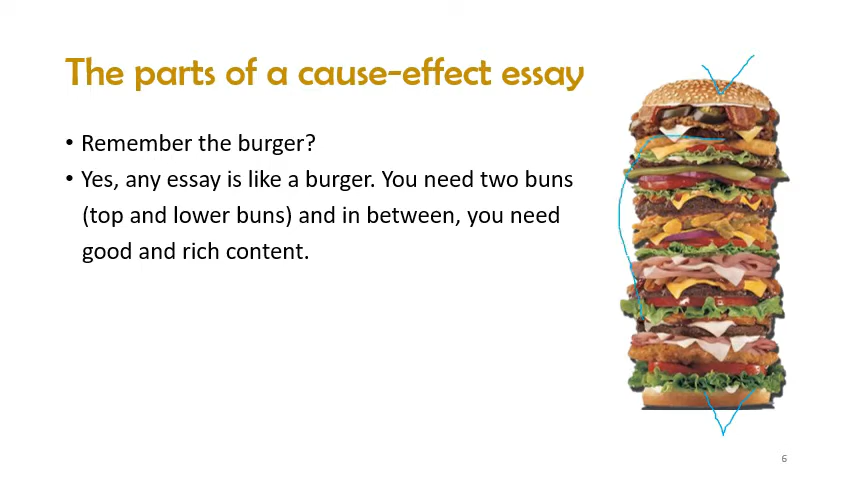 The parts of a cause-effect essay
• Remember the burger?
• Yes, any essay is like a burger. You need two buns
(top and lower buns) and in between, you need
good and rich content.
6